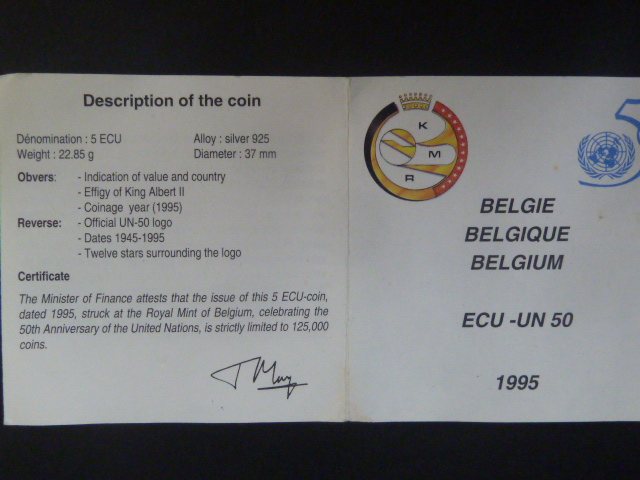 Description of the coin
Dénomination : 5 ECU Alloy : silver 925
Weight : 22.85 g Diameter : 37 mm
Obvers: - Indication of value and country
- Effigy of King Albert II
- Coinage year (1995)
Reverse: - Official UN-50 logo
- Dates 1945-1995
- Twelve stars surrounding the logo
Certificate
The Minister of Finance attests that the issue of this 5 ECU-coin,
dated 1995, struck at the Royal Mint of Belgium, celebrating the
50th Anniversary of the United Nations, is strictly limited to 125,000
coins.
K
M
R
5
BELGIE
BELGIQUE
BELGIUM
ECU -UN 50
1995